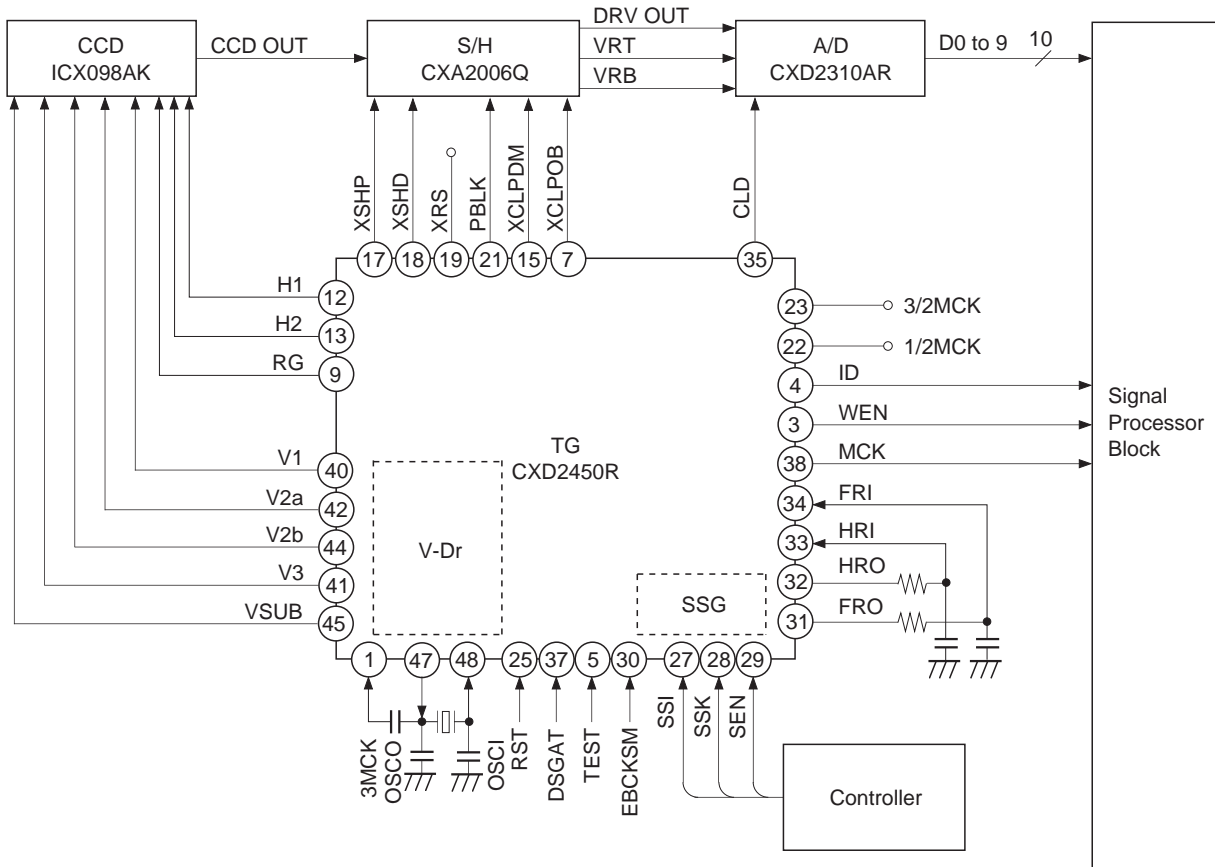 CCD
ICX098AK
CCD OUT
S/H
CXA2006Q
DRV OUT
VRT
VRB
A/D
CXD2310AR
D0 to 9
10
Signal
Processor
Block
XSHP
XSHD
XRS
PBLK
XCLPDM
XCLPOB
CLD
17
18
19
21
15
7
35
H1
12
H2
13
RG
9
V1
40
V2a
42
V2b
44
V3
41
VSUB
45
TG
CXD2450R
V-Dr
SSG
23
3/2MCK
22
1/2MCK
4
ID
3
WEN
38
MCK
34
FRI
33
HRI
32
HRO
31
FRO
1
47
48
25
37
5
30
27
28
29
3MCK
OSCO
OSCI
RST
DSGAT
TEST
EBCKSM
SSI
SSK
SEN
Controller